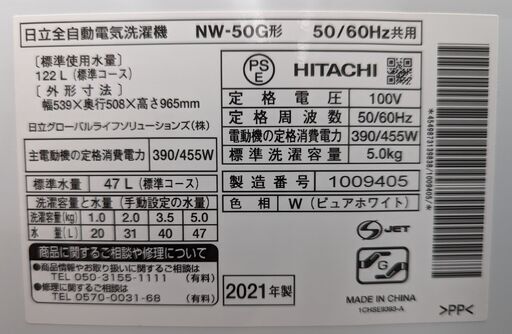 日立全自動電気洗濯機 NW-50G形 50/60Hz共用
〔標準使用水量〕
122L(標準コース)
〔外形寸法〕
幅539×奥行508×高さ965mm
日立グローバルライフソリューションズ(株)
主電動機の定格消費電力 390/455W
標準水量 47L(標準コース)
洗濯容量と水量(手動設定の水量)
洗濯容量(kg) 1.0 2.0 3.5 5.0
水量(L) 20 31 40 47
商品に関するご相談や修理について
●商品情報やお取り扱いに関するご相談
TEL 050-3155-1111 (有料)
●修理に関するご相談
TEL 0570-0031-68 (有料)
PS
E
HITACHI
定格電圧 100V
定格周波数 50/60Hz
電動機の定格消費電力 390/455W
標準洗濯容量 5.0kg
製造番号 1009405
色相 W(ピュアホワイト)
S-JET
G
2021年製
MADE IN CHINA
>PP<